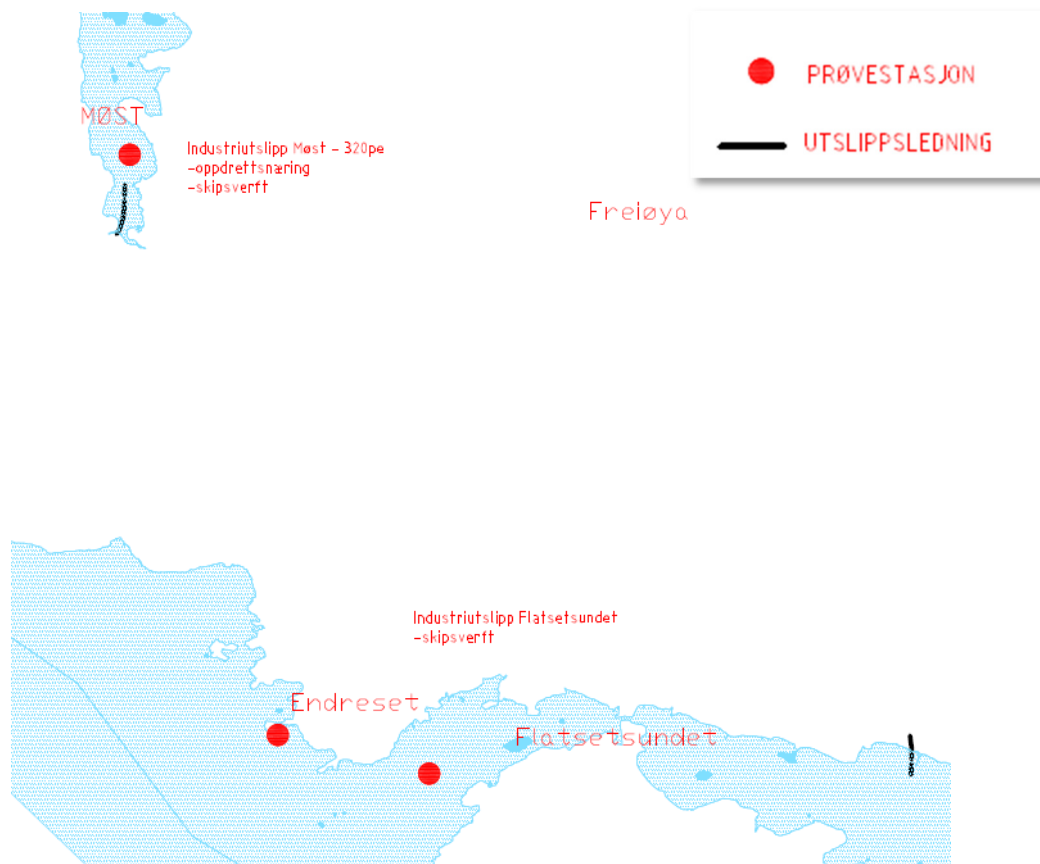 PRØVESTASJON
UTSLIPPSLEDNING
MØST
Industriutslipp Møst - 320pe
-oppdrettsnæring
-skipsverft
Freiøya
Industriutslipp Flatsetsundet
-skipsverft
Endreset
Flatsetsundet